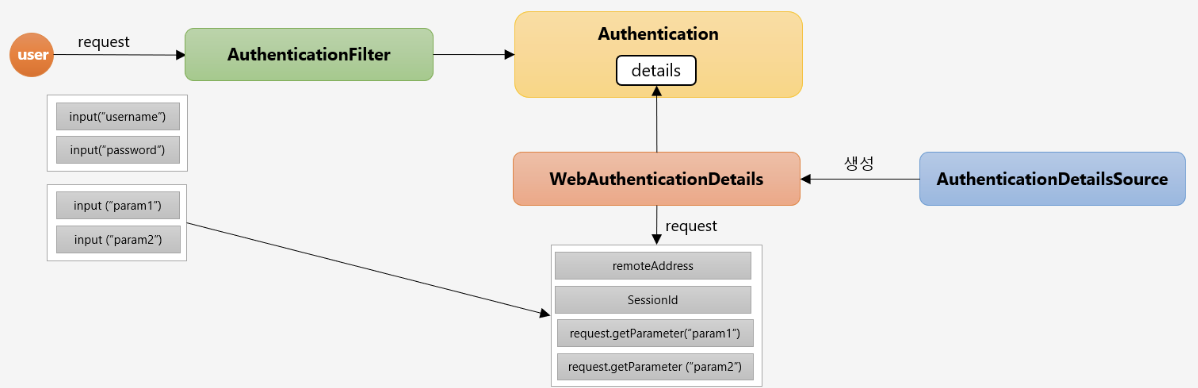 user
request
AuthenticationFilter
Authentication
details
input("username")
input("password")
WebAuthenticationDetails
생성
AuthenticationDetailsSource
input ("param1")
input ("param2")
request
remoteAddress
SessionId
request.getParameter("param1")
request.getParameter ("param2")